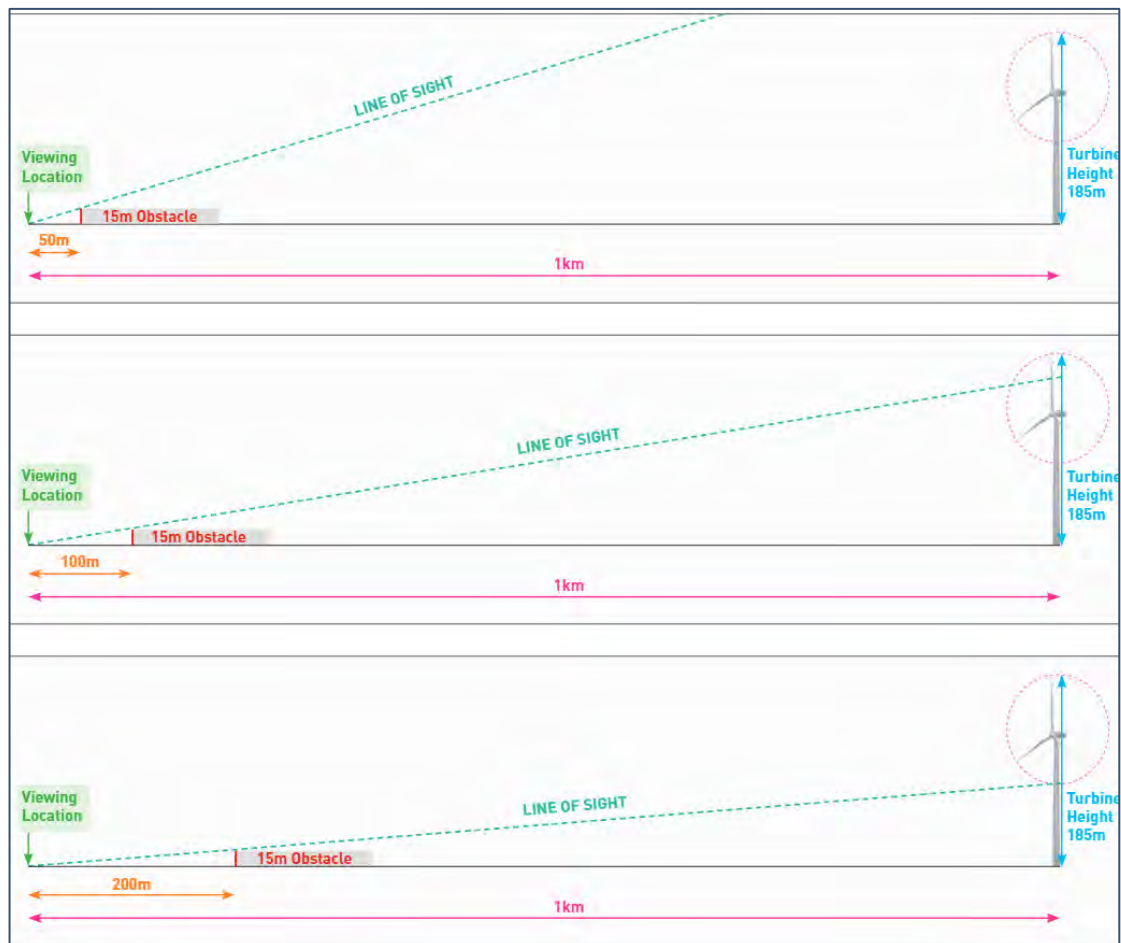 LINE OF SIGHT
Viewing
Location
15m Obstacle
Turbine
Height
185m
50m
1km
LINE OF SIGHT
Viewing
Location
15m Obstacle
Turbine
Height
185m
100m
1km
LINE OF SIGHT
Viewing
Location
15m Obstacle
Turbine
Height
185m
200m
1km